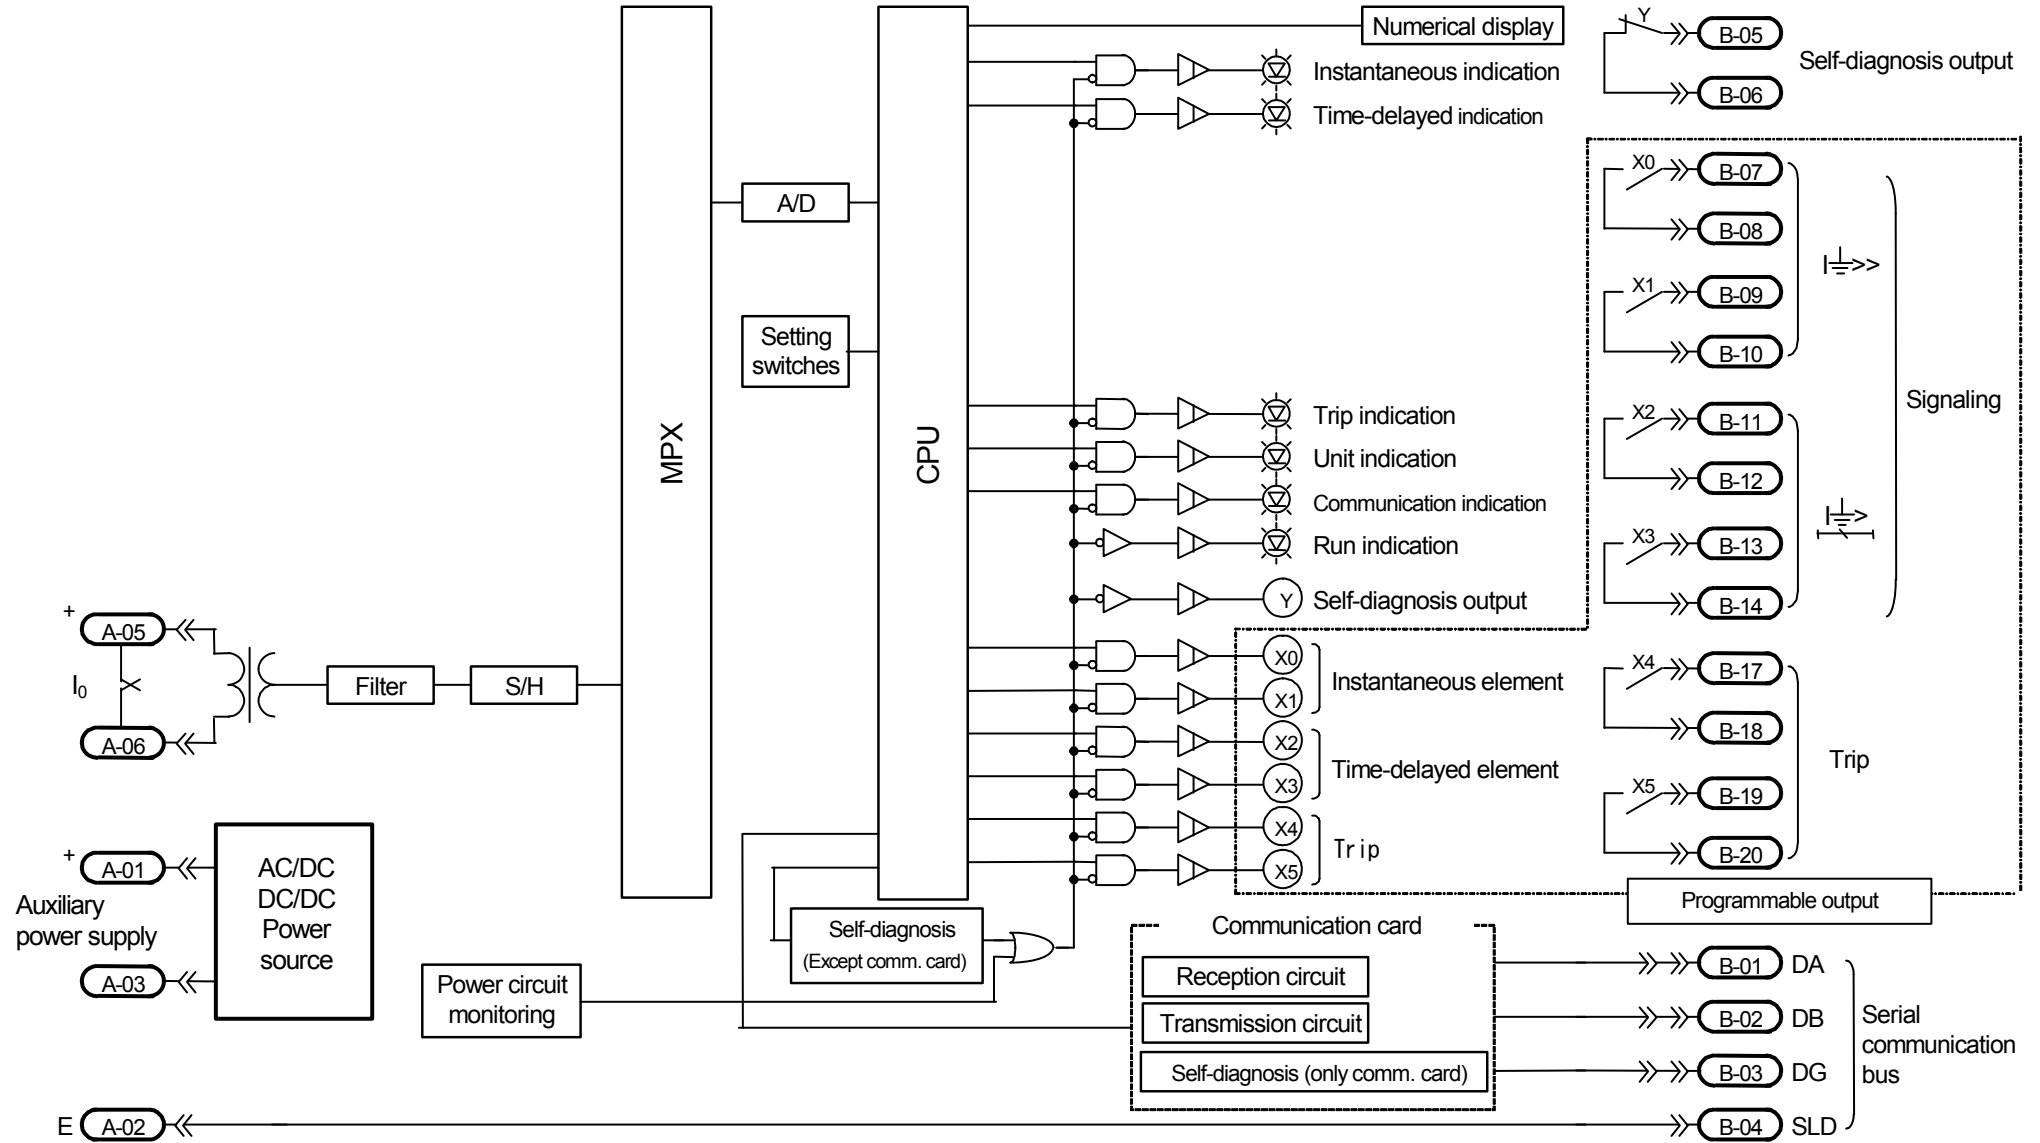 Numerical display
Instantaneous indication
Time-delayed indication
Y
B-05
B-06
Self-diagnosis output
MPX
A/D
Setting
switches
CPU
Trip indication
Unit indication
Communication indication
Run indication
Y
Self-diagnosis output
X0
X1
Instantaneous element
X2
X3
Time-delayed element
X4
X5
Trip
X0
B-07
B-08
I>>
X1
B-09
B-10
X2
B-11
B-12
I>
X3
B-13
B-14
Signaling
X4
B-17
B-18
X5
B-19
B-20
Trip
Programmable output
+
A-05
I0
A-06
Filter
S/H
+
A-01
Auxiliary
power supply
A-03
AC/DC
DC/DC
Power
source
Self-diagnosis
(Except comm. card)
Power circuit
monitoring
Communication card
Reception circuit
Transmission circuit
Self-diagnosis (only comm. card)
B-01 DA
B-02 DB
B-03 DG
B-04 SLD
Serial
communication
bus
E A-02